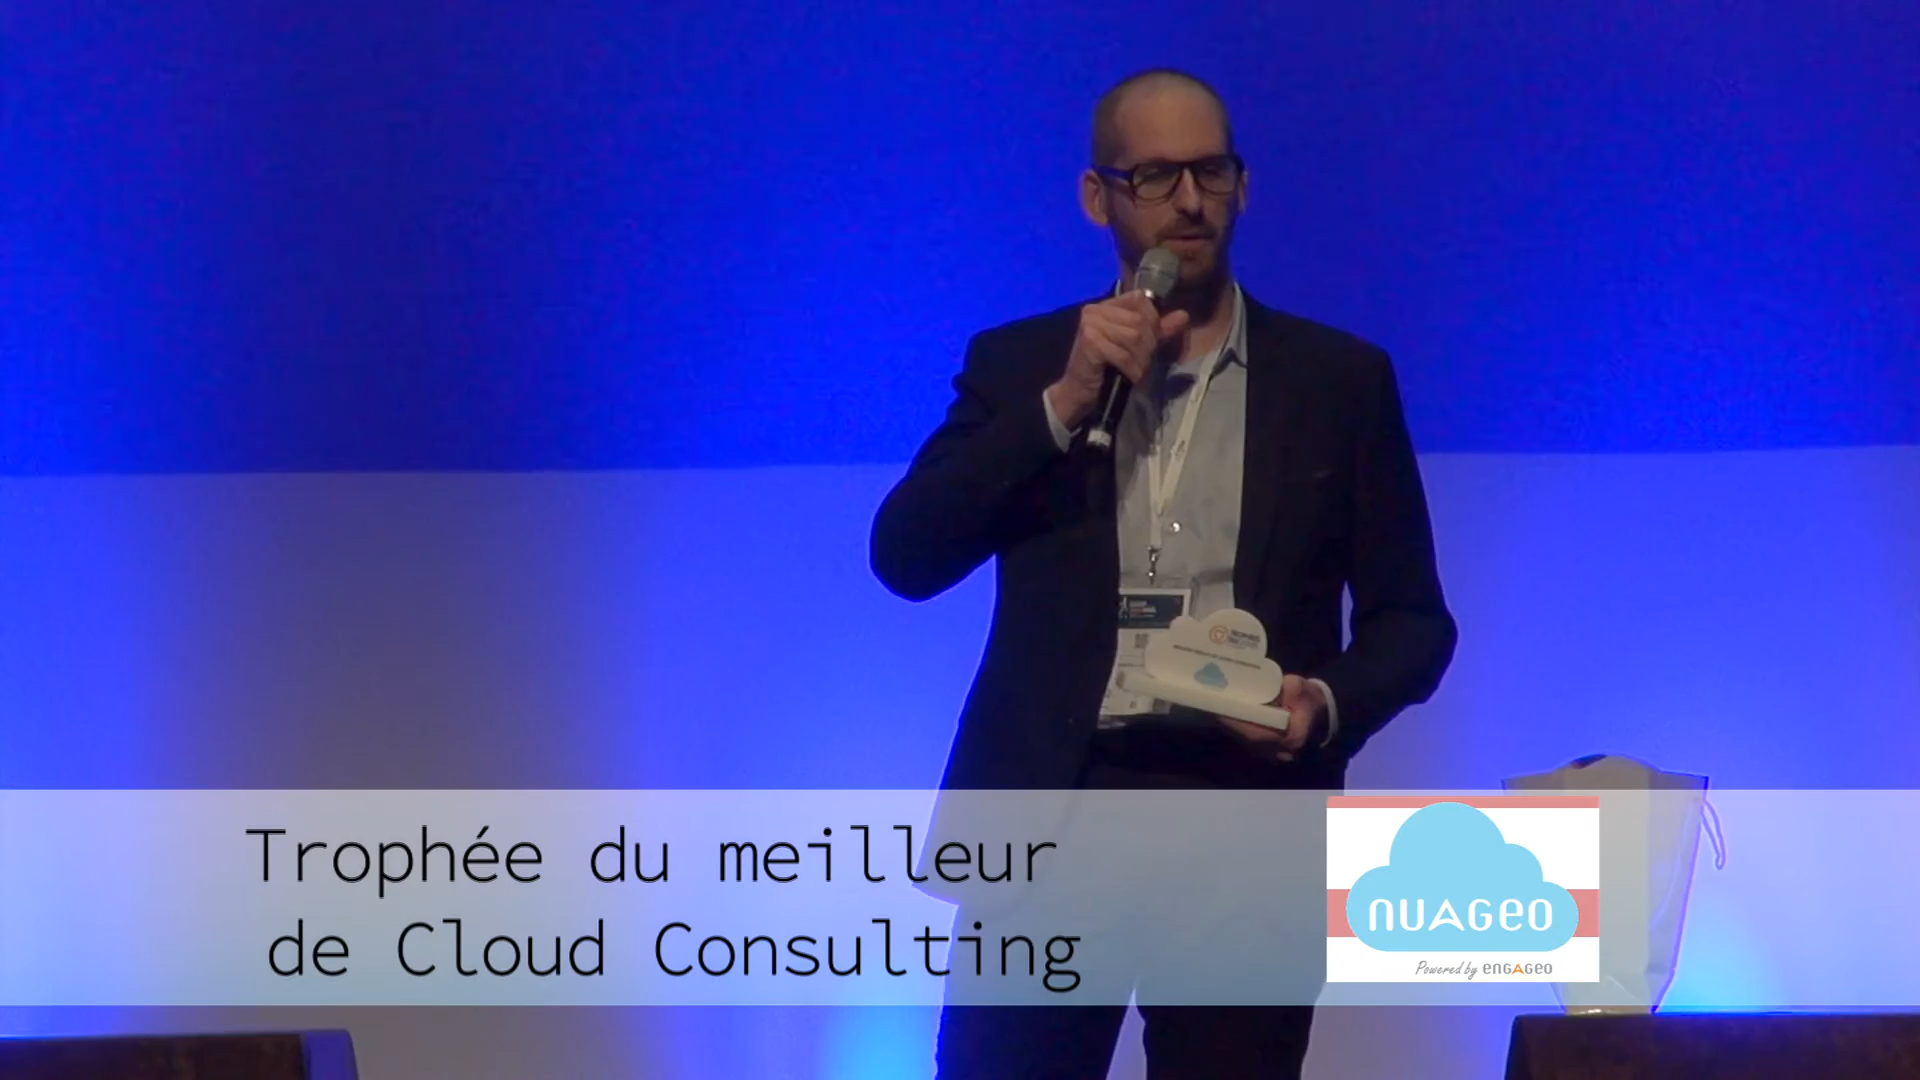 Trophée du meilleur
de Cloud Consulting
NUAGEO
Powered by ENGAGEO